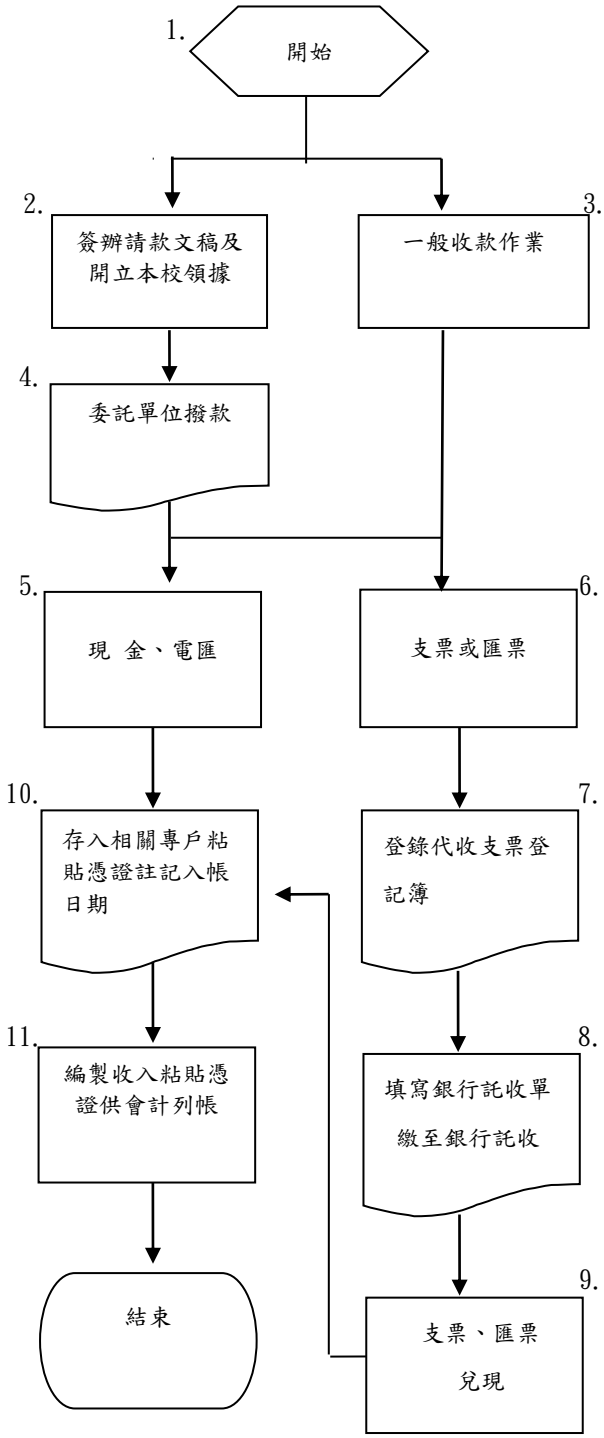 1.
開始
2.
簽辦請款文稿及
開立本校領據
3.
一般收款作業
4.
委託單位撥款
5.
現 金、電匯
6.
支票或匯票
10.
存入相關專戶粘
貼憑證註記入帳
日期
7.
登錄代收支票登
記簿
11.
編製收入粘貼憑
證供會計列帳
8.
填寫銀行託收單
繳至銀行託收
結束
9.
支票、匯票
兌現